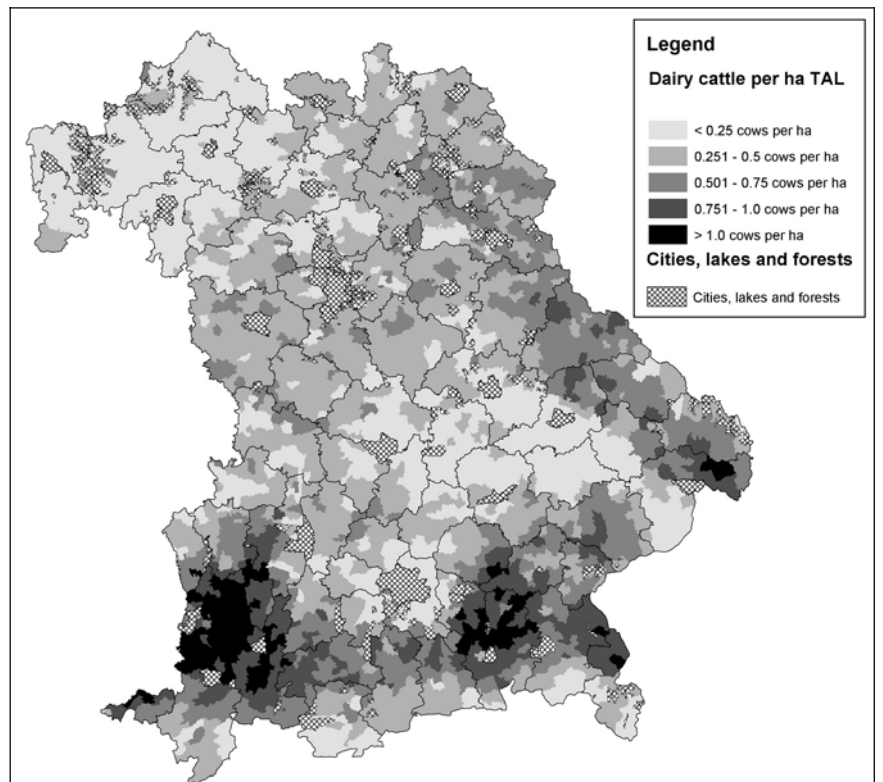 Legend
Dairy cattle per ha TAL
< 0.25 cows per ha
0.251 - 0.5 cows per ha
0.501 - 0.75 cows per ha
0.751 - 1.0 cows per ha
> 1.0 cows per ha
Cities, lakes and forests
Cities, lakes and forests